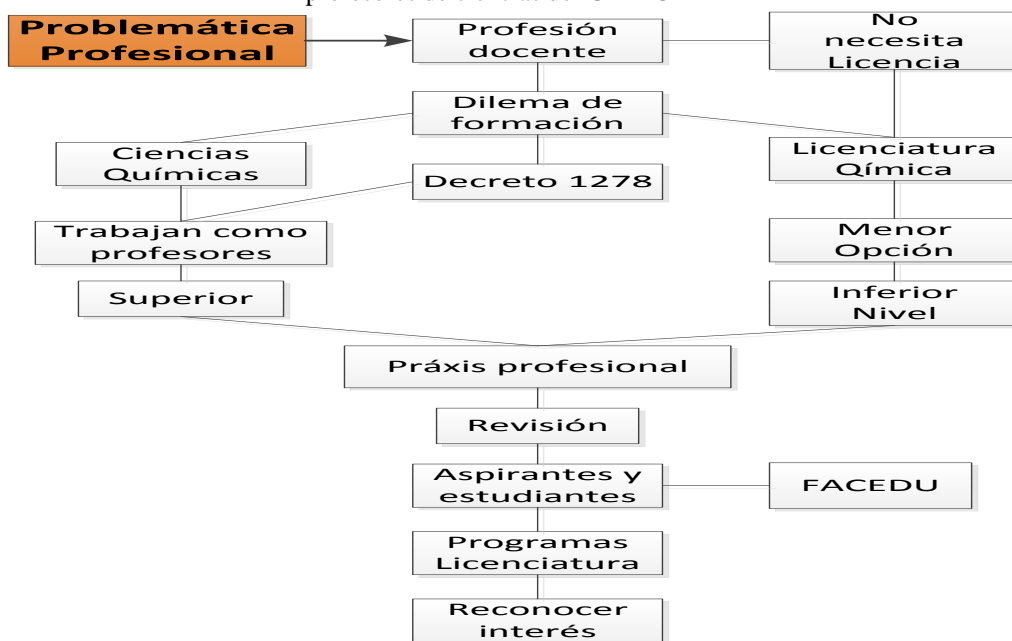 Problemática
Profesional
Profesión
docente
No
necesita
Licencia
Dilema de
formación
Ciencias
Químicas
Decreto 1278
Licenciatura
Qímica
Trabajan como
profesores
Menor
Opción
Superior
Inferior
Nivel
Práxis profesional
Revisión
Aspirantes y
estudiantes
FACEDU
Programas
Licenciatura
Reconocer
interés